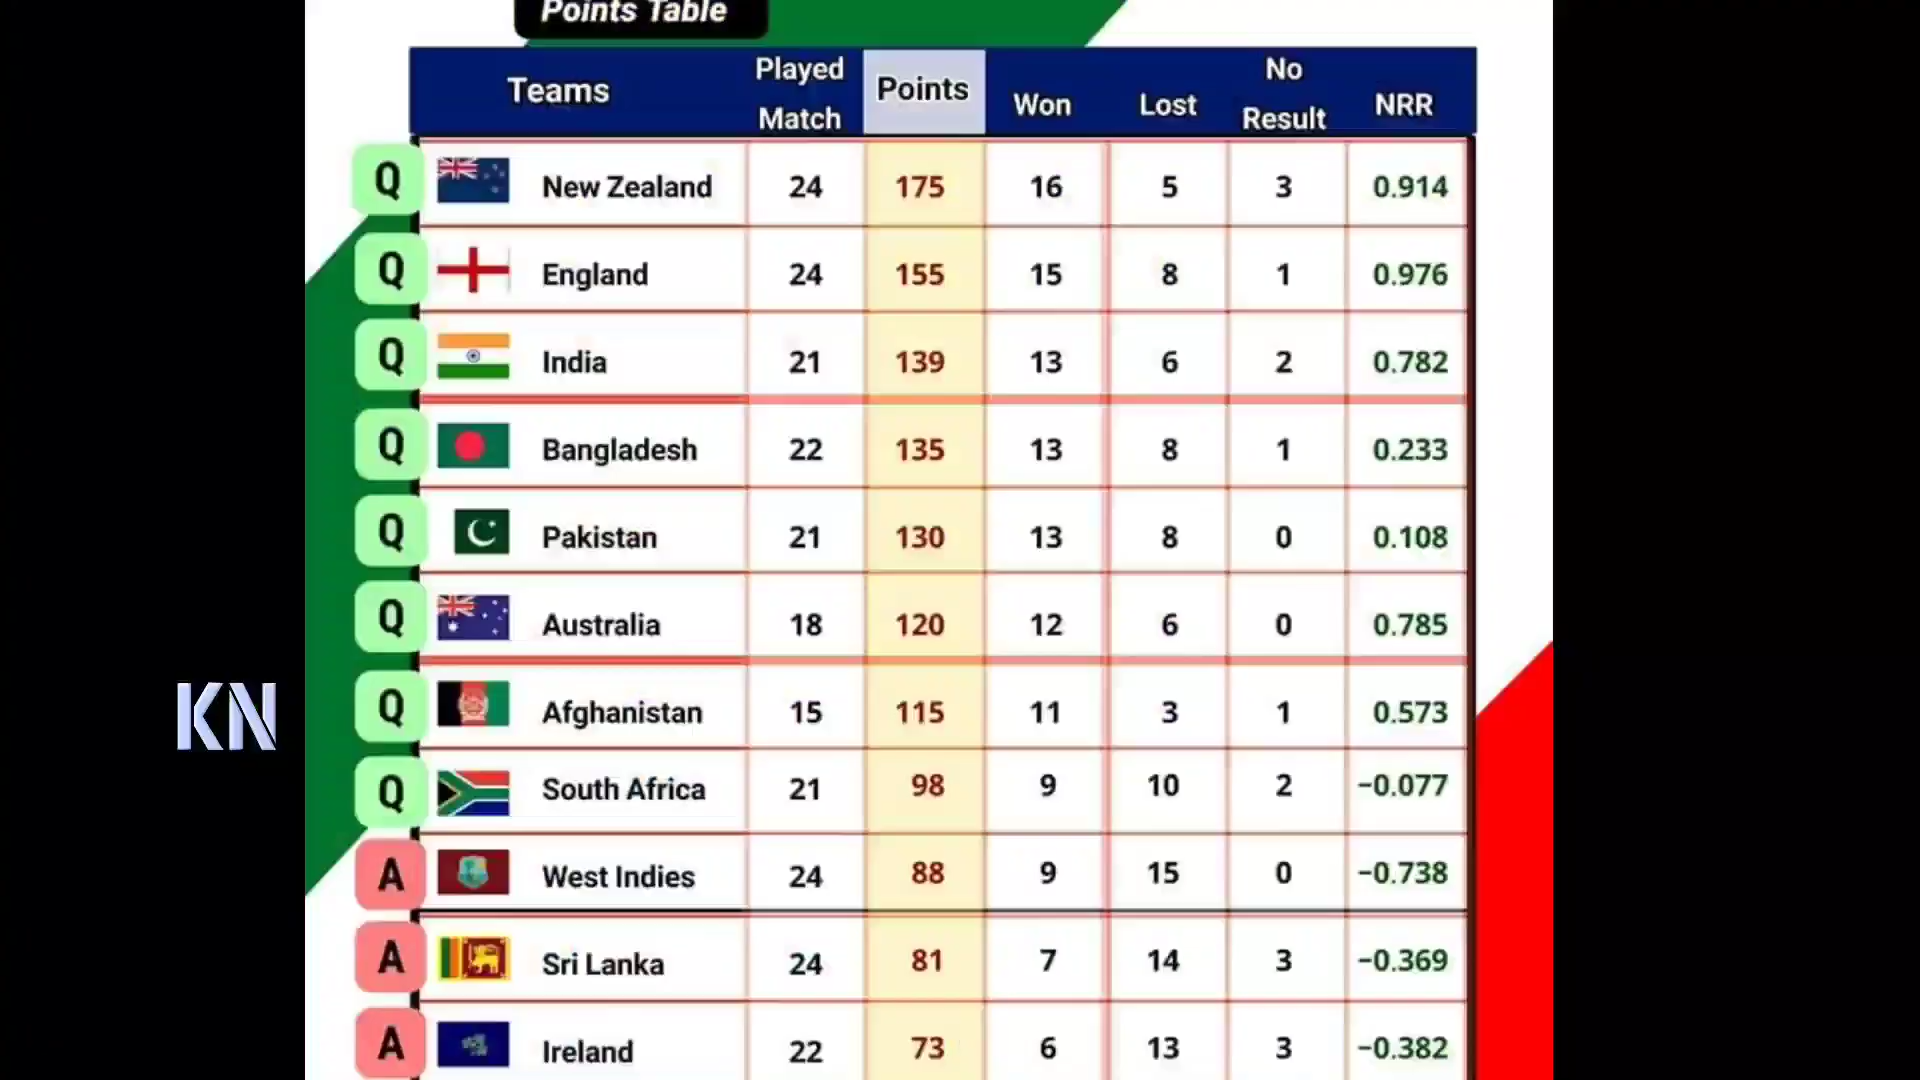 Points Table
Teams Played Match Points Won Lost No Result NRR
Q New Zealand 24 175 16 5 3 0.914
Q England 24 155 15 8 1 0.976
Q India 21 139 13 6 2 0.782
Q Bangladesh 22 135 13 8 1 0.233
Q Pakistan 21 130 13 8 0 0.108
Q Australia 18 120 12 6 0 0.785
Q Afghanistan 15 115 11 3 1 0.573
Q South Africa 21 98 9 10 2 −0.077
A West Indies 24 88 9 15 0 −0.738
A Sri Lanka 24 81 7 14 3 −0.369
A Ireland 22 73 6 13 3 −0.382
KN